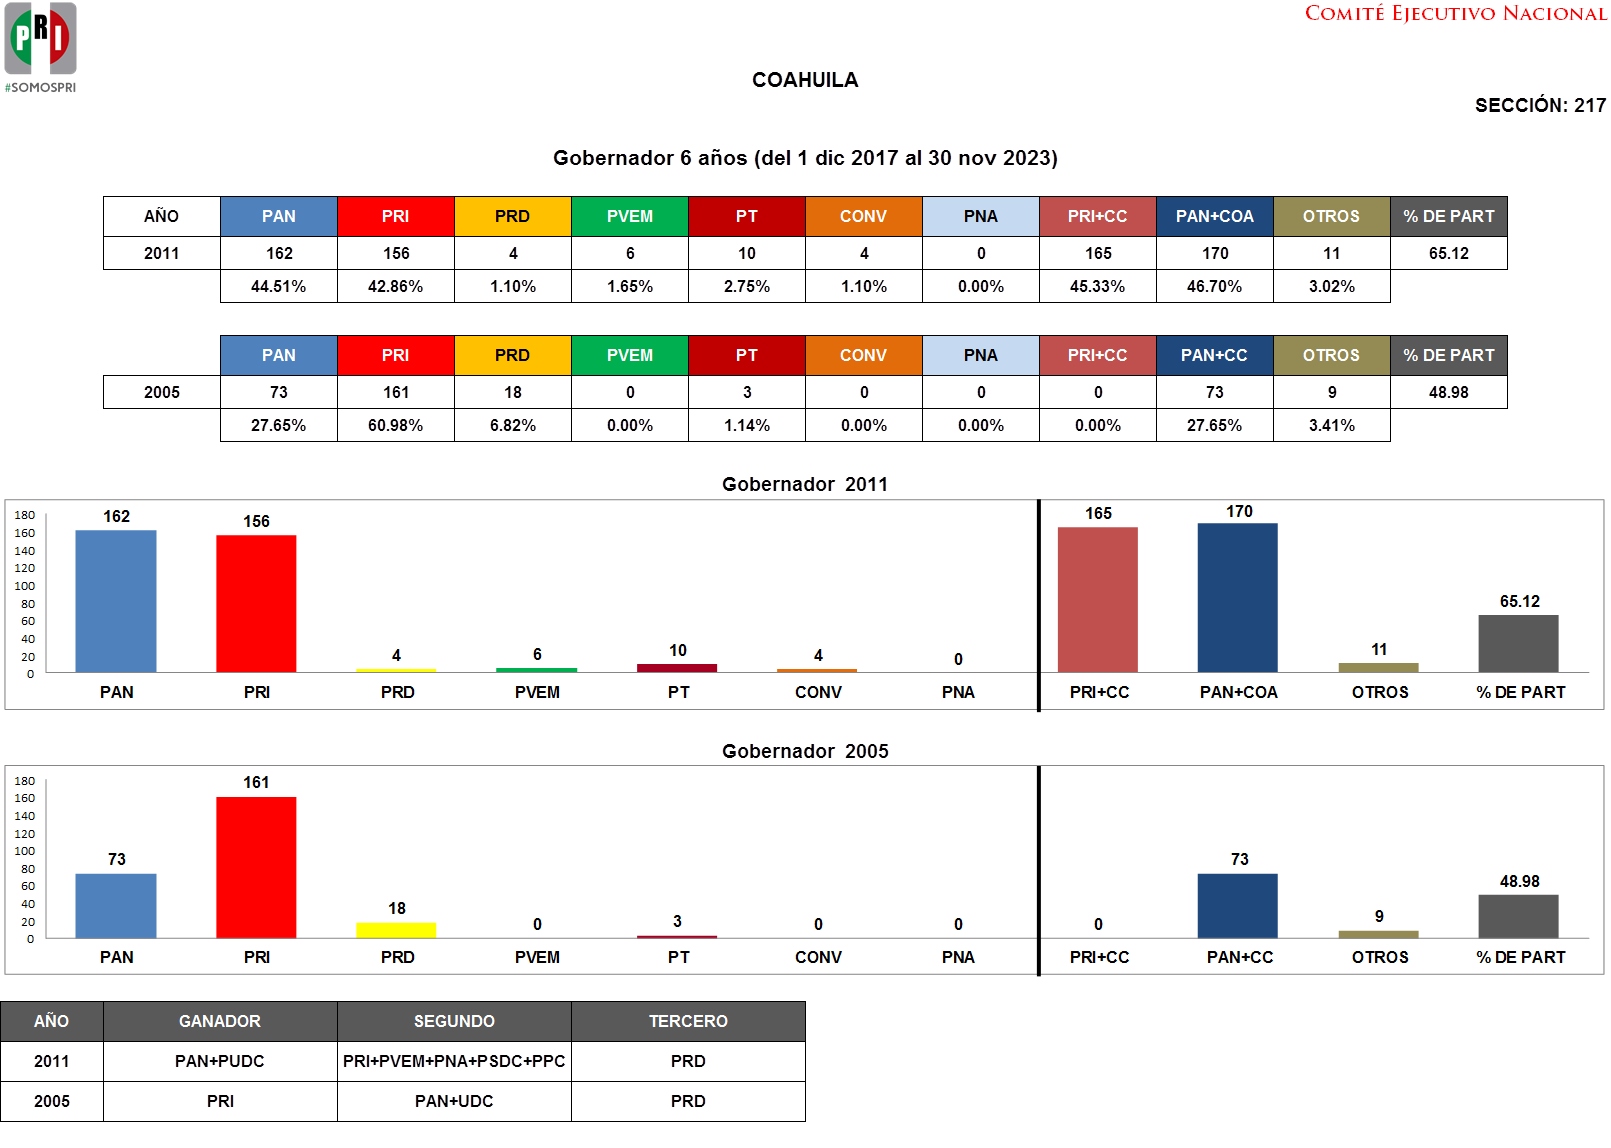 PRI
#SOMOSPRI
COMITÉ EJECUTIVO NACIONAL
COAHUILA
SECCIÓN: 217
Gobernador 6 años (del 1 dic 2017 al 30 nov 2023)
AÑO PAN PRI PRD PVEM PT CONV PNA PRI+CC PAN+COA OTROS % DE PART
2011 162 156 4 6 10 4 0 165 170 11 65.12
44.51% 42.86% 1.10% 1.65% 2.75% 1.10% 0.00% 45.33% 46.70% 3.02%
PAN PRI PRD PVEM PT CONV PNA PRI+CC PAN+CC OTROS % DE PART
2005 73 161 18 0 3 0 0 0 73 9 48.98
27.65% 60.98% 6.82% 0.00% 1.14% 0.00% 0.00% 0.00% 27.65% 3.41%
Gobernador 2011
180
160
140
120
100
80
60
40
20
0
162 156 4 6 10 4 0 165 170 11 65.12
PAN PRI PRD PVEM PT CONV PNA PRI+CC PAN+COA OTROS % DE PART
Gobernador 2005
180
160
140
120
100
80
60
40
20
0
73 161 18 0 3 0 0 0 73 9 48.98
PAN PRI PRD PVEM PT CONV PNA PRI+CC PAN+CC OTROS % DE PART
AÑO GANADOR SEGUNDO TERCERO
2011 PAN+PUDC PRI+PVEM+PNA+PSDC+PPC PRD
2005 PRI PAN+UDC PRD